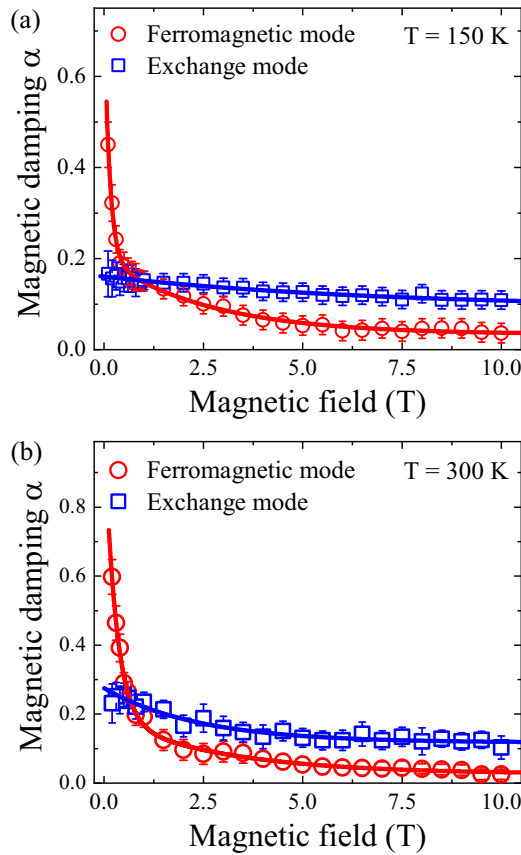 (a)
Ferromagnetic mode
T = 150 K
Exchange mode
0.6
0.4
0.2
0.0
Magnetic damping α
0.0 2.5 5.0 7.5 10.0
Magnetic field (T)
(b)
Ferromagnetic mode
T = 300 K
Exchange mode
0.8
0.6
0.4
0.2
0.0
Magnetic damping α
0.0 2.5 5.0 7.5 10.0
Magnetic field (T)